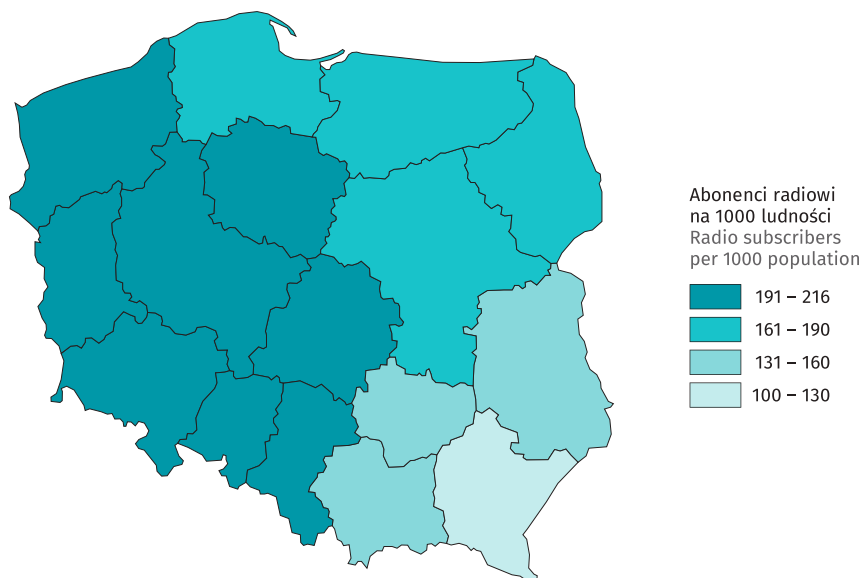 Abonenci radiowi
na 1000 ludności
Radio subscribers
per 1000 population
191 – 216
161 – 190
131 – 160
100 – 130